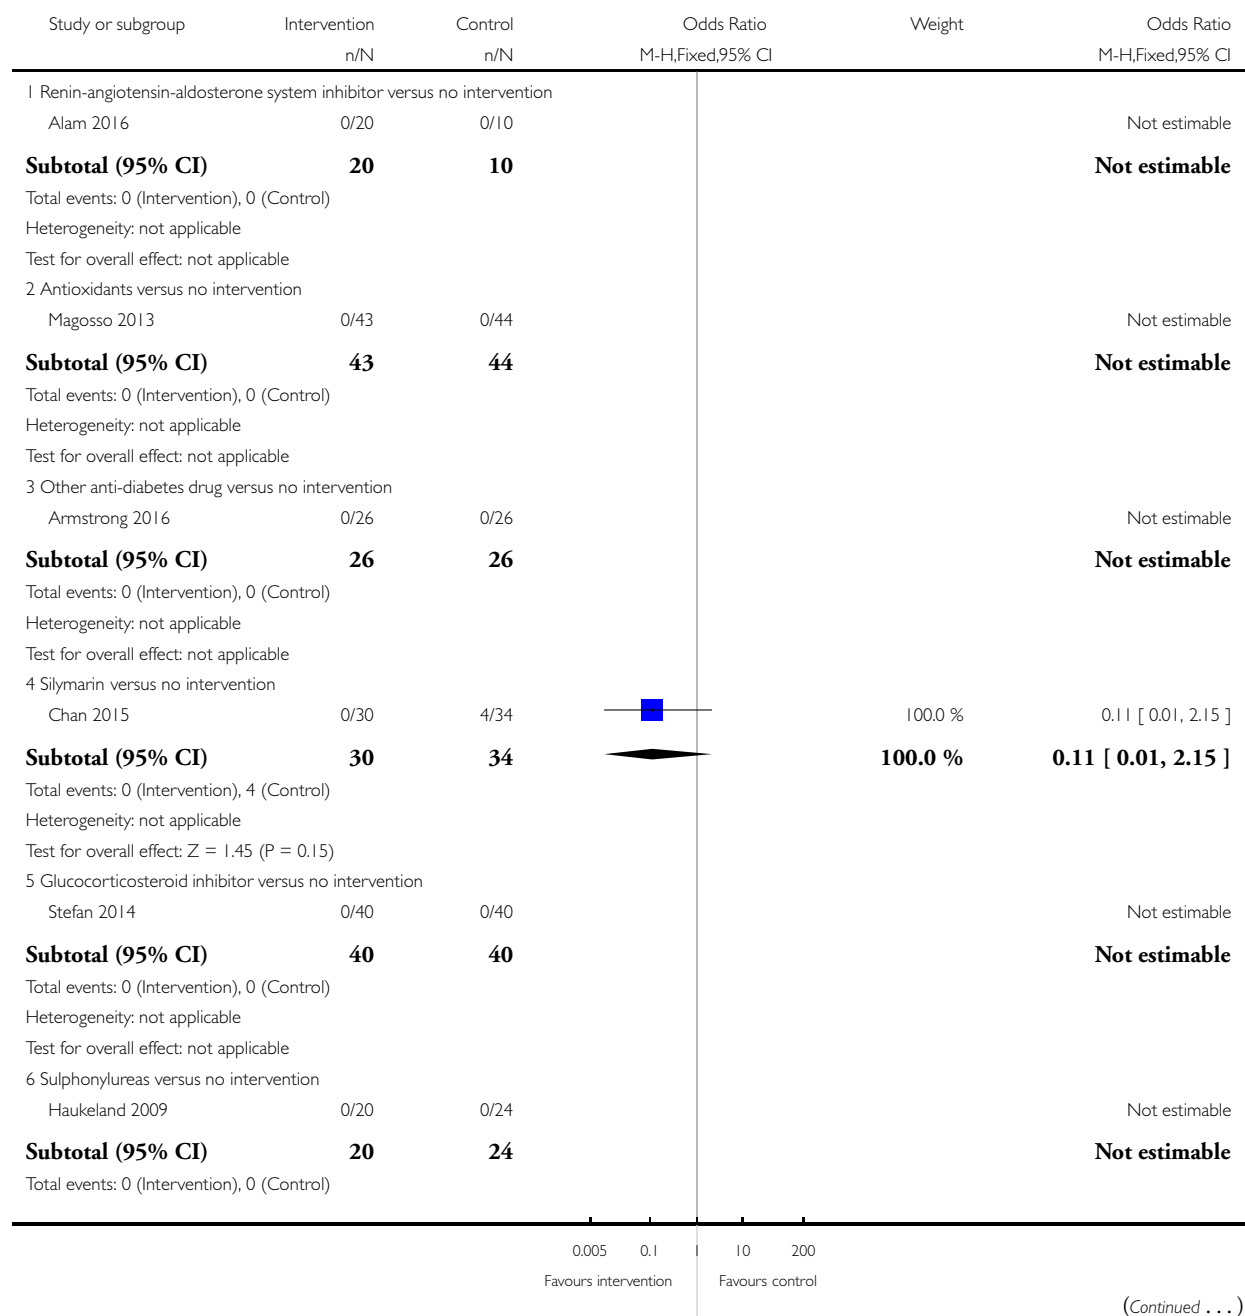 Study or subgroup Intervention Control Odds Ratio Weight Odds Ratio
n/N n/N M-H,Fixed,95% CI M-H,Fixed,95% CI
1 Renin-angiotensin-aldosterone system inhibitor versus no intervention
Alam 2016 0/20 0/10 Not estimable
Subtotal (95% CI) 20 10 Not estimable
Total events: 0 (Intervention), 0 (Control)
Heterogeneity: not applicable
Test for overall effect: not applicable
2 Antioxidants versus no intervention
Magosso 2013 0/43 0/44 Not estimable
Subtotal (95% CI) 43 44 Not estimable
Total events: 0 (Intervention), 0 (Control)
Heterogeneity: not applicable
Test for overall effect: not applicable
3 Other anti-diabetes drug versus no intervention
Armstrong 2016 0/26 0/26 Not estimable
Subtotal (95% CI) 26 26 Not estimable
Total events: 0 (Intervention), 0 (Control)
Heterogeneity: not applicable
Test for overall effect: not applicable
4 Silymarin versus no intervention
Chan 2015 0/30 4/34 100.0 % 0.11 [ 0.01, 2.15 ]
Subtotal (95% CI) 30 34 100.0 % 0.11 [ 0.01, 2.15 ]
Total events: 0 (Intervention), 4 (Control)
Heterogeneity: not applicable
Test for overall effect: Z = 1.45 (P = 0.15)
5 Glucocorticosteroid inhibitor versus no intervention
Stefan 2014 0/40 0/40 Not estimable
Subtotal (95% CI) 40 40 Not estimable
Total events: 0 (Intervention), 0 (Control)
Heterogeneity: not applicable
Test for overall effect: not applicable
6 Sulphonylureas versus no intervention
Haukeland 2009 0/20 0/24 Not estimable
Subtotal (95% CI) 20 24 Not estimable
Total events: 0 (Intervention), 0 (Control)
0.005 0.1 1 10 200
Favours intervention Favours control
(Continued . . . )